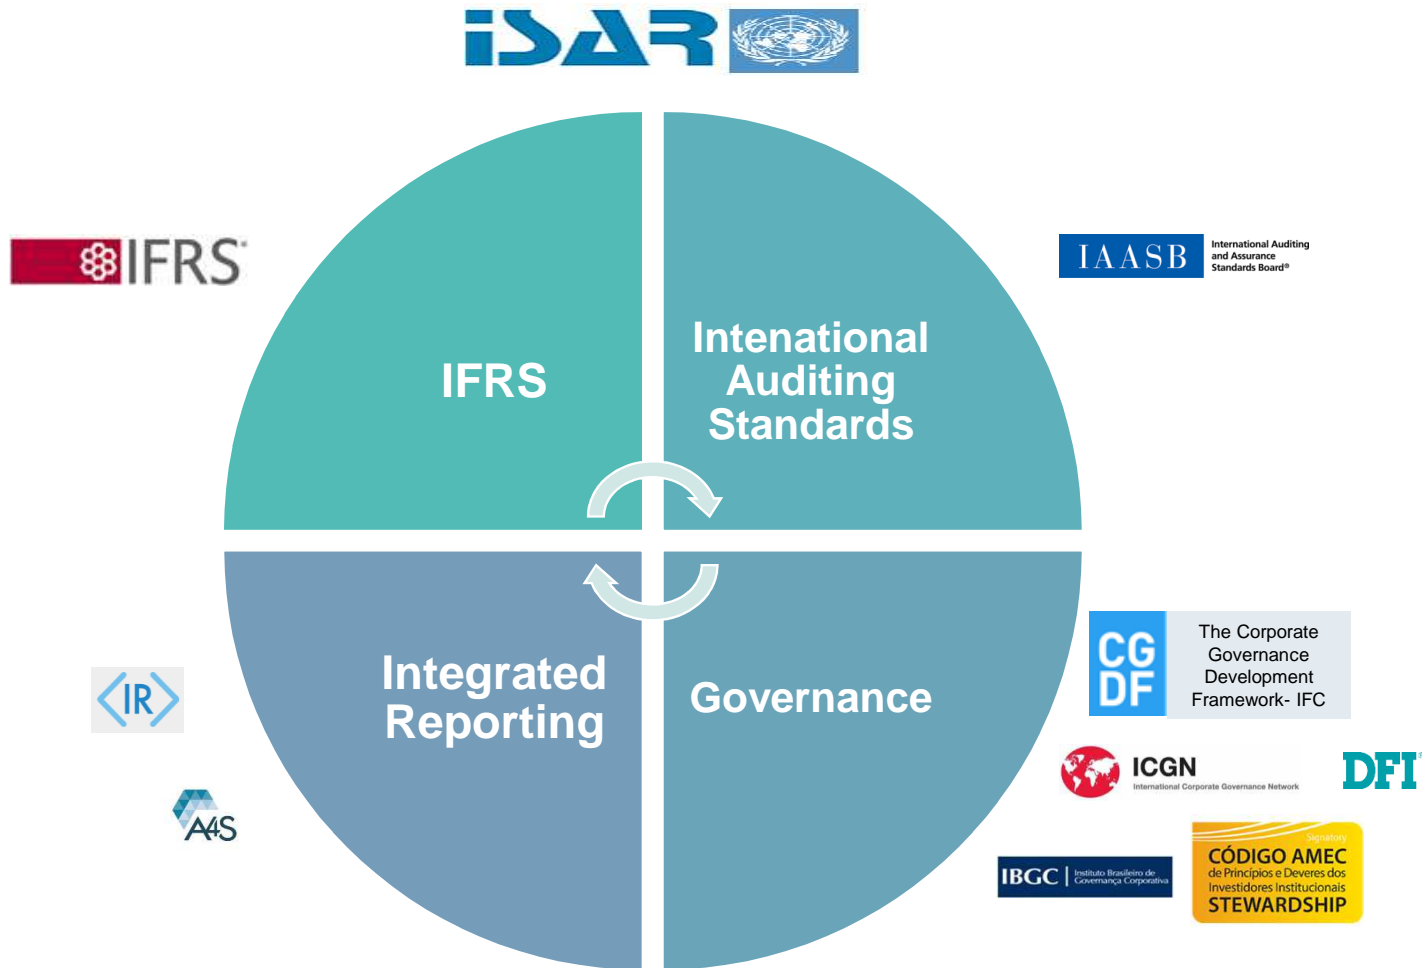 iSAR
IFRS
IAASB
International Auditing
and Assurance
Standards Board®
IFRS
Intenational
Auditing
Standards
Integrated
Reporting
Governance
<IR>
A4S
CG
DF
The Corporate
Governance
Development
Framework- IFC
ICGN
International Corporate Governance Network
DFI
IBGC
Instituto Brasileiro de
Governança Corporativa
Signatory
CÓDIGO AMEC
de Princípios e Deveres dos
Investidores Institucionais
STEWARDSHIP